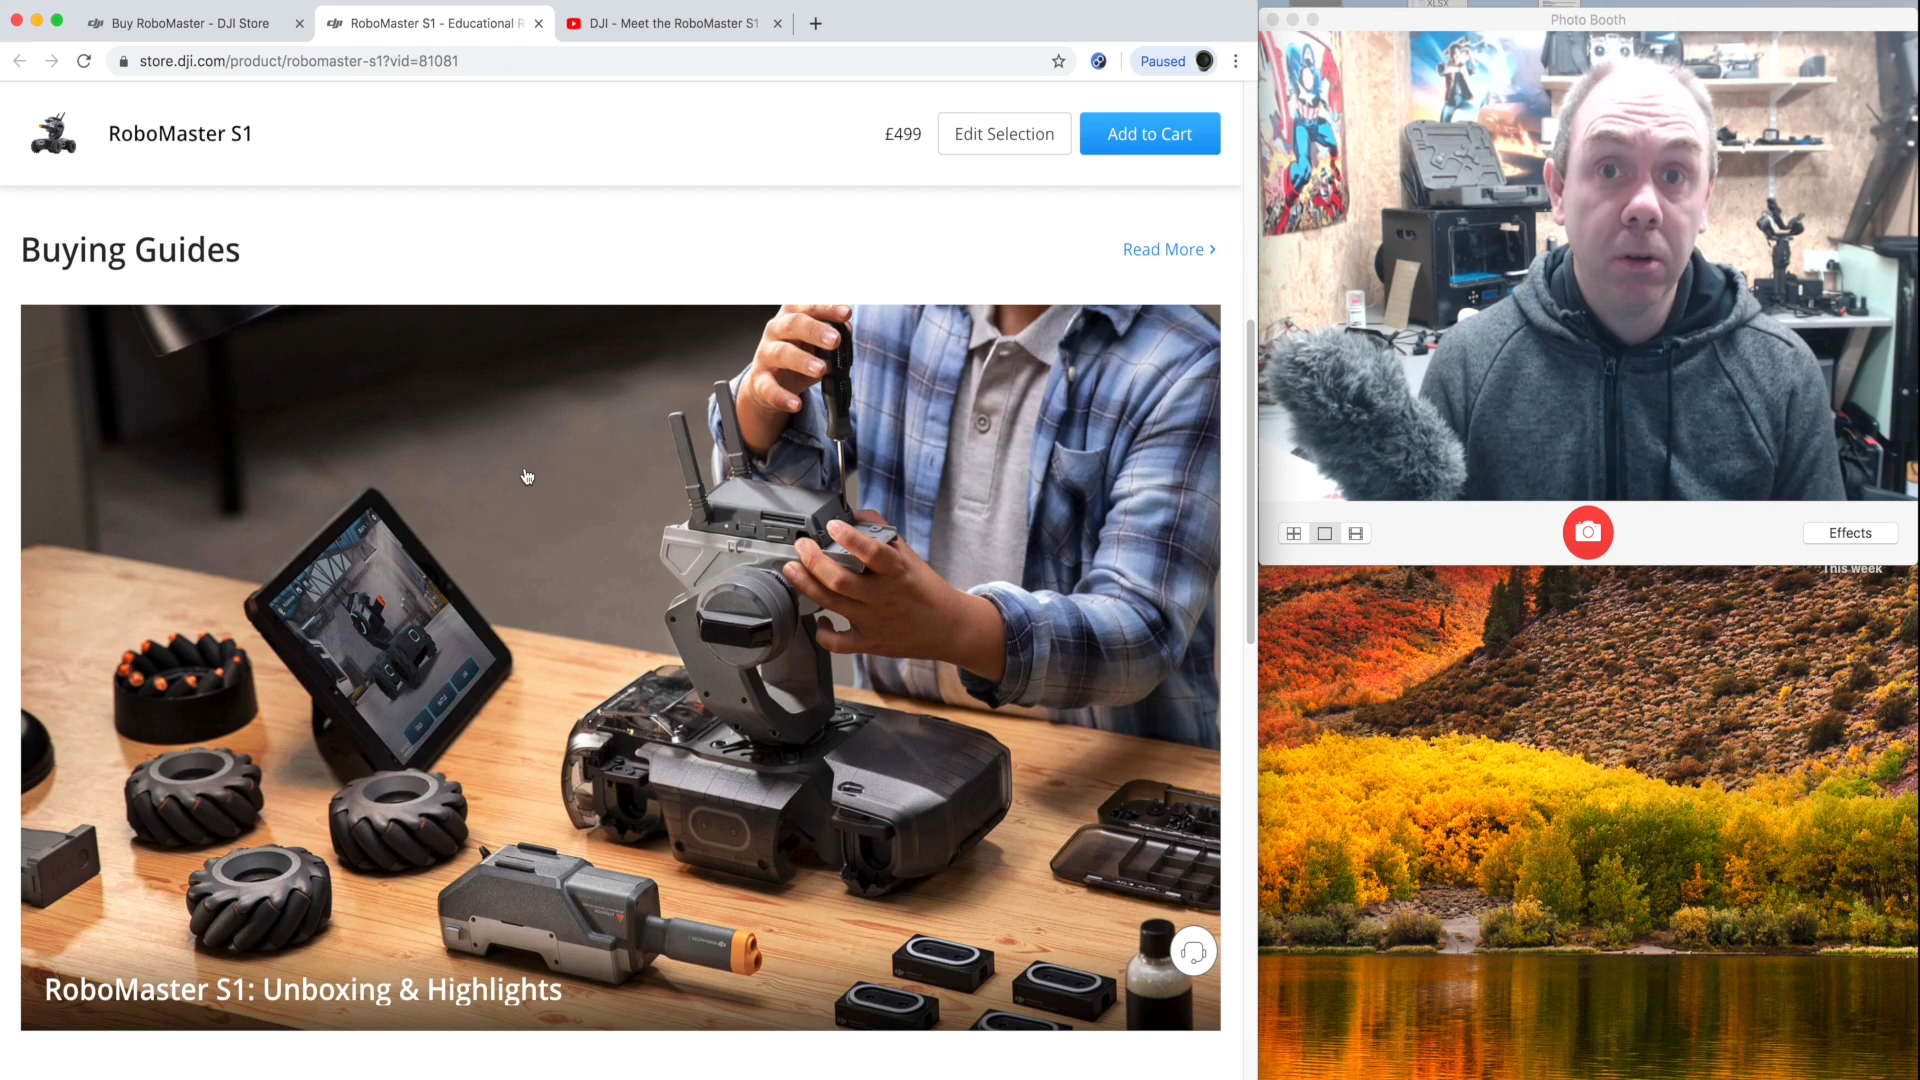 Buy RoboMaster - DJI Store
RoboMaster S1 - Educational R
DJI - Meet the RoboMaster S1
XLSX
Photo Booth
store.dji.com/product/robomaster-s1?vid=81081
Paused
RoboMaster S1
£499
Edit Selection
Add to Cart
Buying Guides
Read More
Effects
This week
RoboMaster S1: Unboxing & Highlights